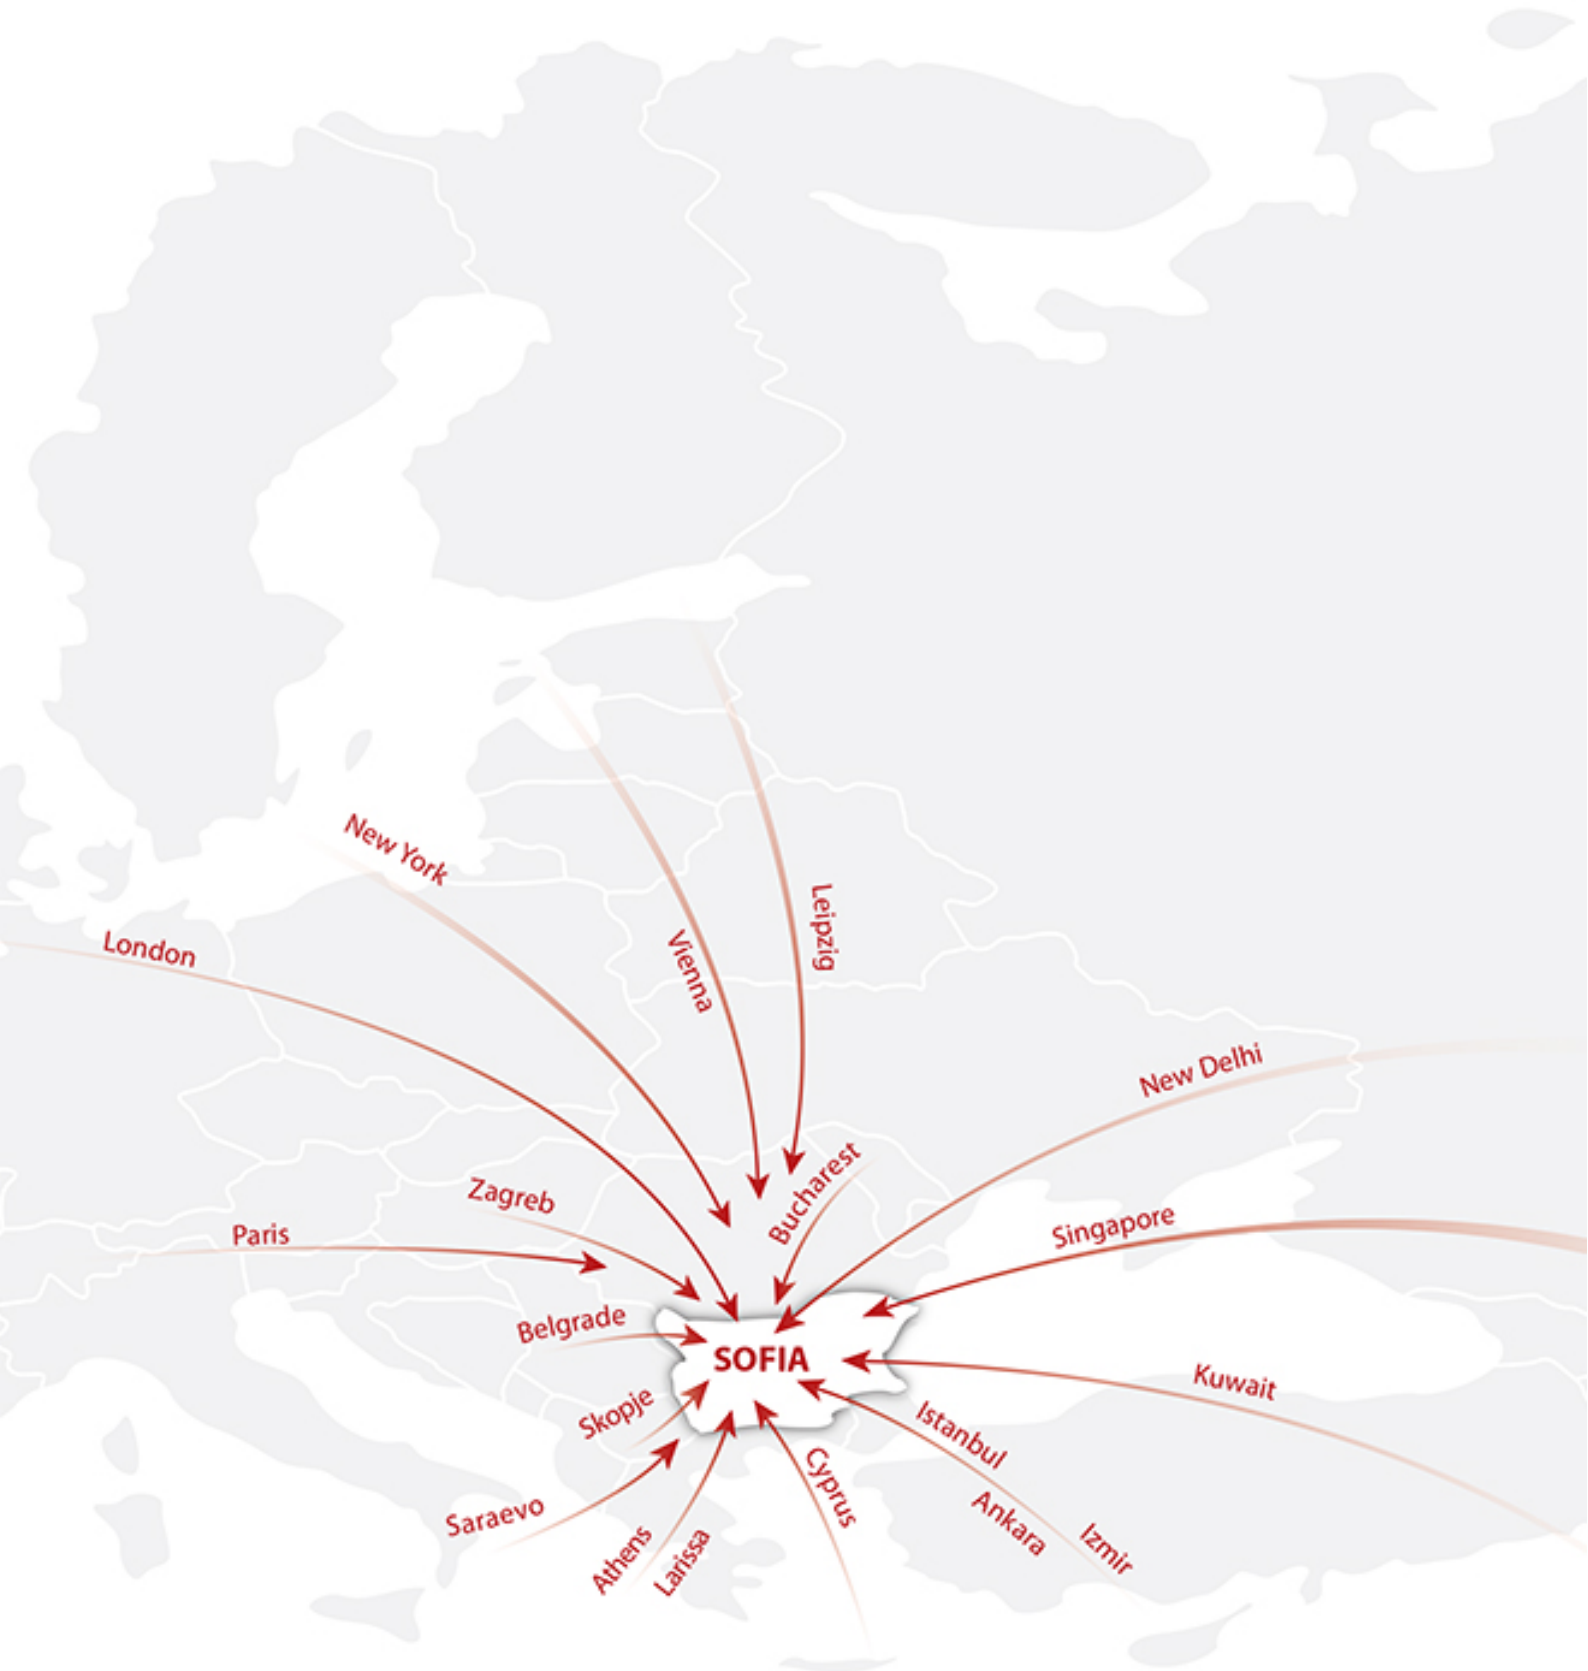 New York
London
Vienna
Leipzig
New Delhi
Bucharest
Zagreb
Paris
Singapore
Belgrade
SOFIA
Kuwait
Skopje
Istanbul
Cyprus
Saraevo
Ankara
Izmir
Athens
Larissa